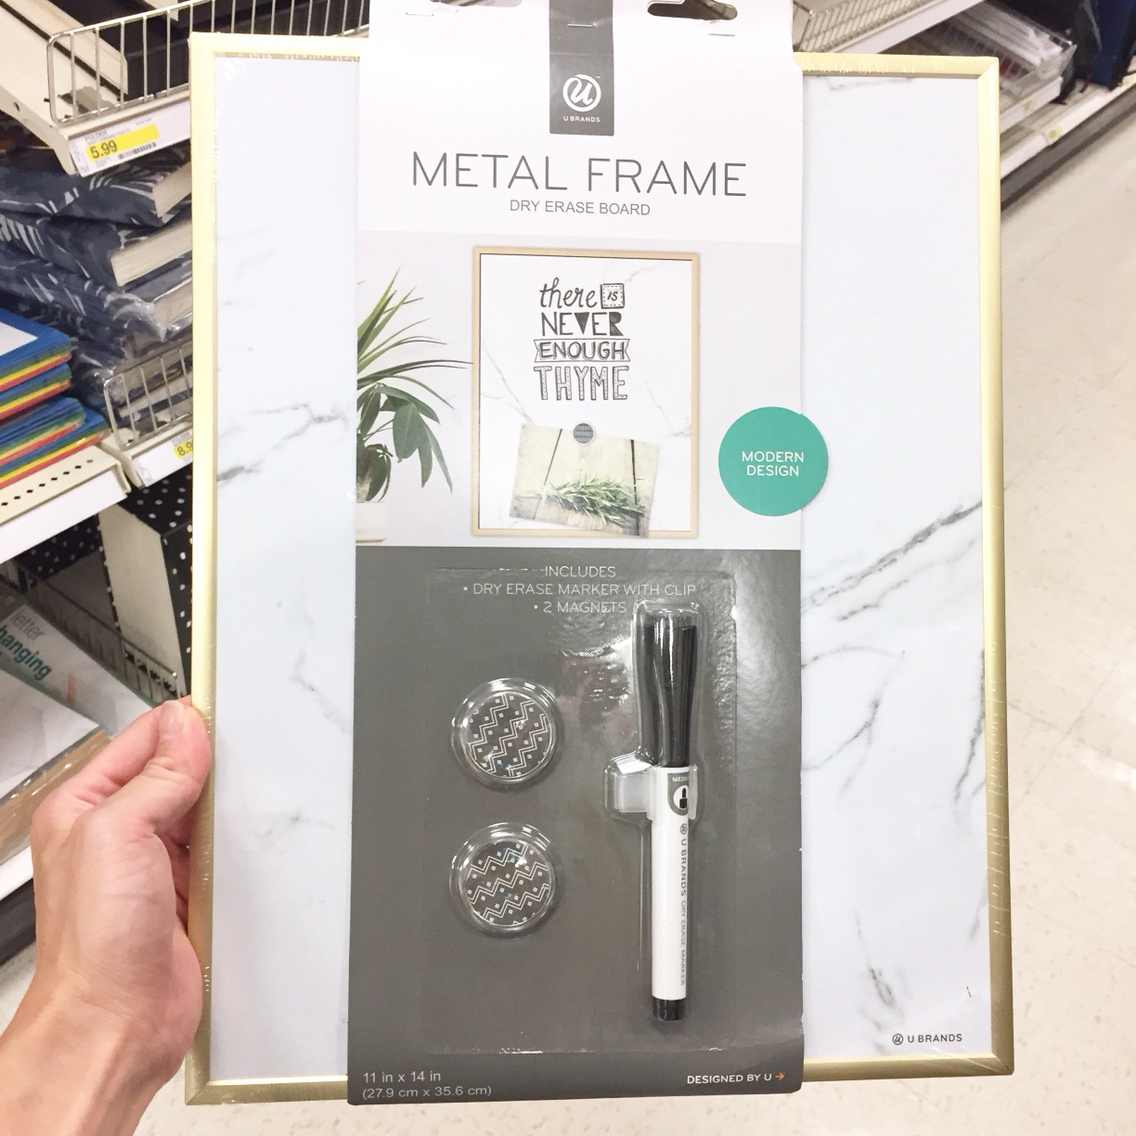 U BRANDS
METAL FRAME
DRY ERASE BOARD
there IS
NEVER
ENOUGH
THYME
MODERN
DESIGN
INCLUDES
• DRY ERASE MARKER WITH CLIP
• 2 MAGNETS
U BRANDS DRY ERASE MARKER
11 in x 14 in
(27.9 cm x 35.6 cm)
DESIGNED BY U →
U BRANDS
5.99
hanging